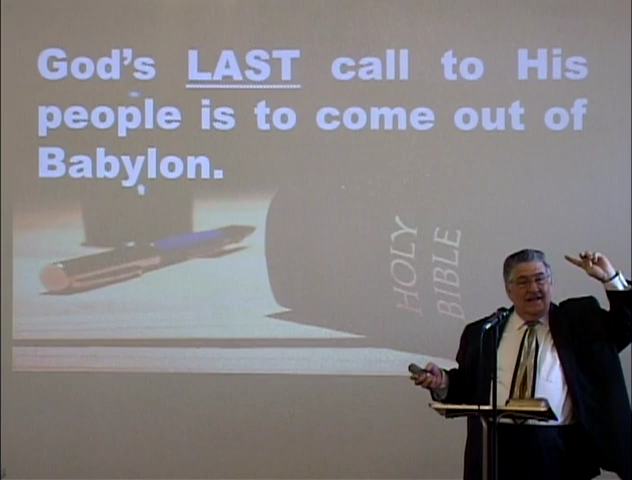 God's LAST call to His
people is to come out of
Babylon.
HOLY
BIBLE